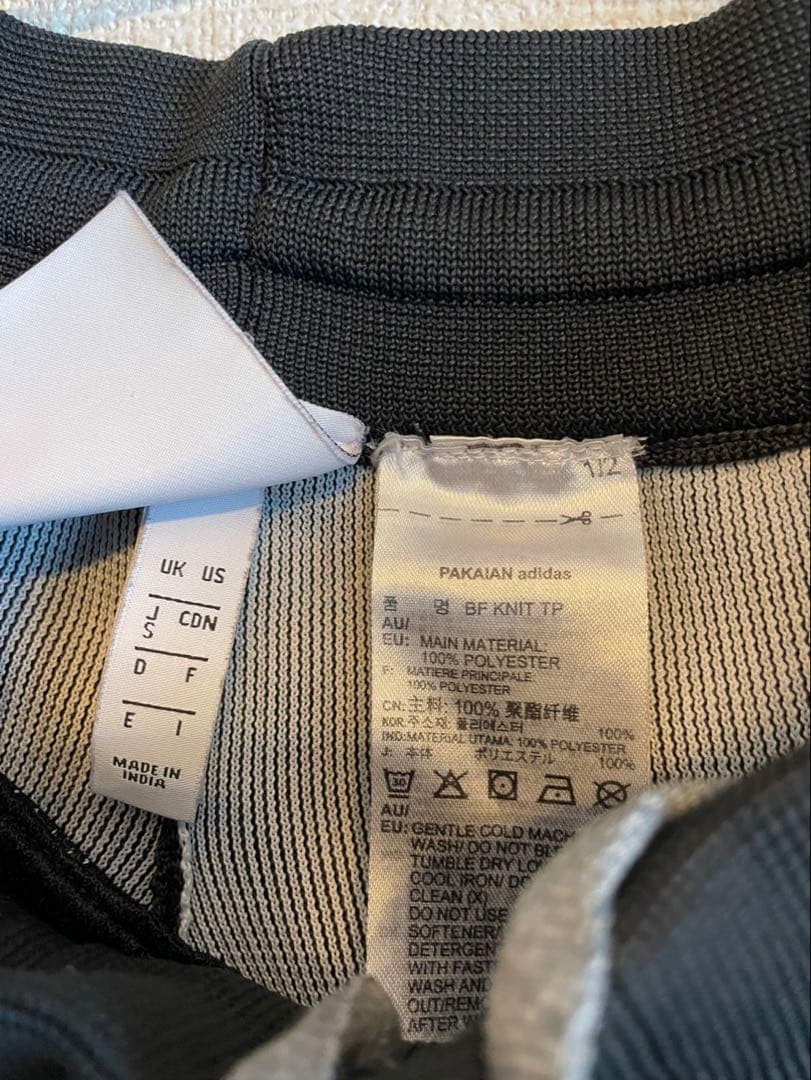 UK US
J
S CDN
D F
E I
MADE IN
INDIA
1/2
PAKAIAN adidas
품 명 BF KNIT TP
AU/
EU: MAIN MATERIAL:
100% POLYESTER
F: MATIERE PRINCIPALE:
100% POLYESTER
CN: 主料: 100% 聚酯纤维
KOR: 주소재: 폴리에스터 100%
IND: MATERIAL UTAMA: 100% POLYESTER
J: 本体 ポリエステル 100%
30
AU/
EU: GENTLE COLD MACH
WASH/ DO NOT BL
TUMBLE DRY LO
COOL IRON/ DO
CLEAN (X)
DO NOT USE
SOFTENER/
DETERGEN
WITH FAST
WASH AND
OUT/REMO
AFTER W